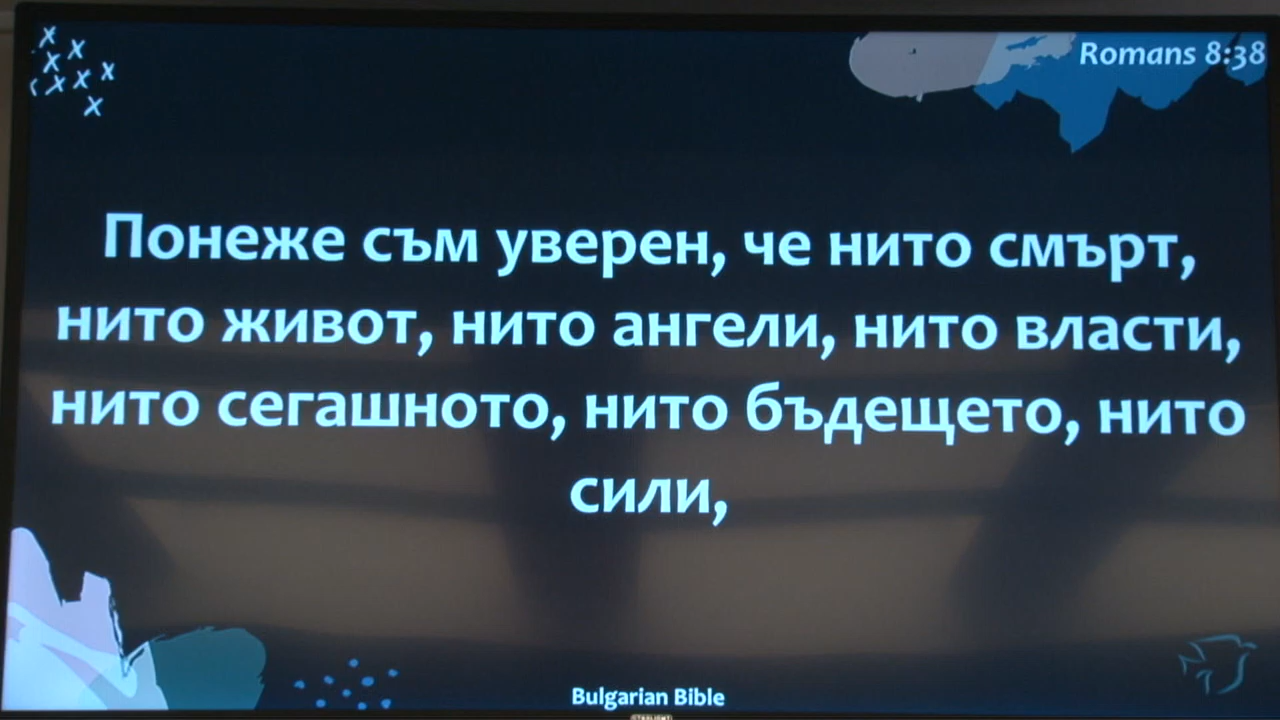 Romans 8:38
Понеже съм уверен, че нито смърт,
нито живот, нито ангели, нито власти,
нито сегашното, нито бъдещето, нито
сили,
Bulgarian Bible
STARLIGHT